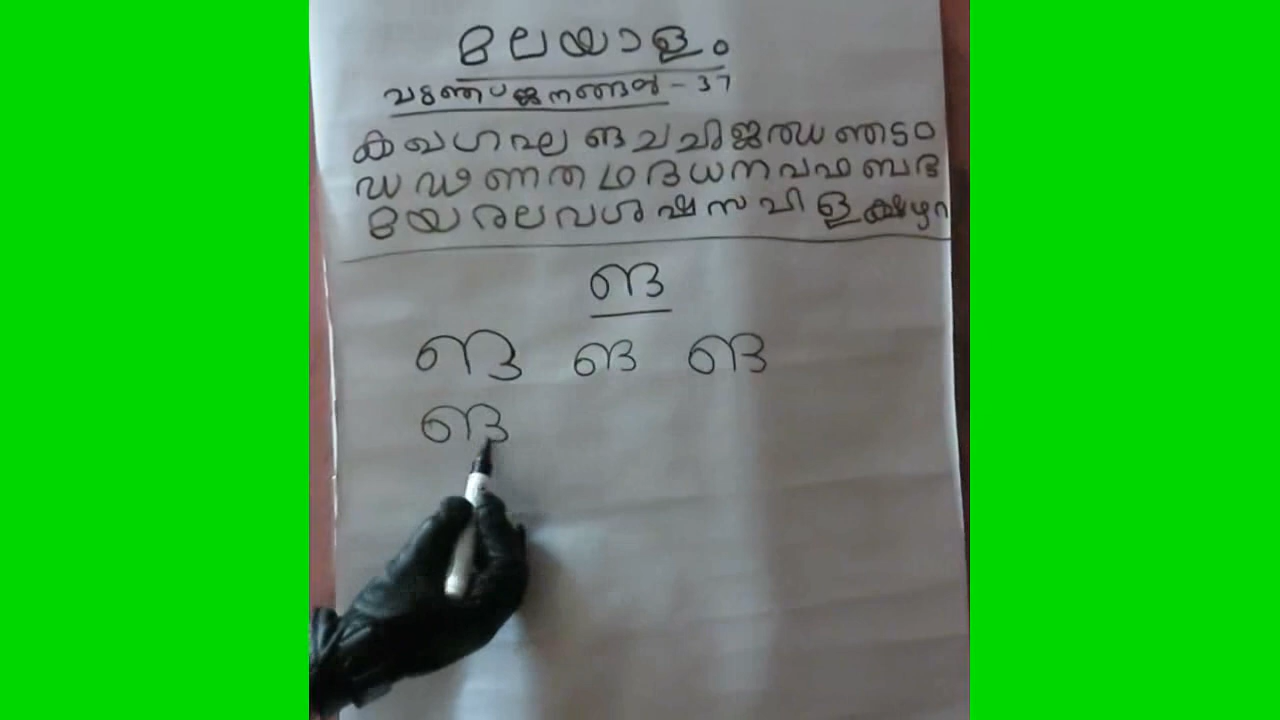 മലയാളം
വ്യഞ്ജനങ്ങൾ - 37
ക ഖ ഗ ഘ ങ ച ഛ ജ ഝ ഞ ട ഠ
ഡ ഢ ണ ത ഥ ദ ധ ന പ ഫ ബ ഭ
മ യ ര ല വ ശ ഷ സ ഹ ള ക്ഷ ഴ റ
ങ
ങ ങ ങ
ങ